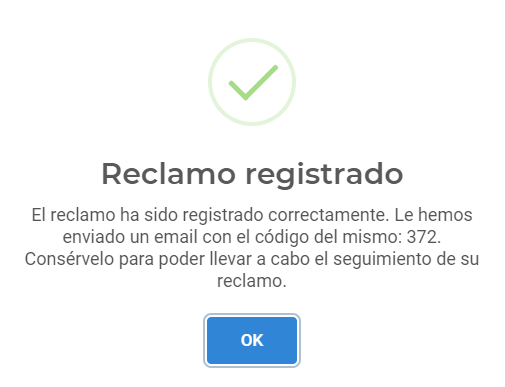 Reclamo registrado
El reclamo ha sido registrado correctamente. Le hemos
enviado un email con el código del mismo: 372.
Consérvelo para poder llevar a cabo el seguimiento de su
reclamo.
OK